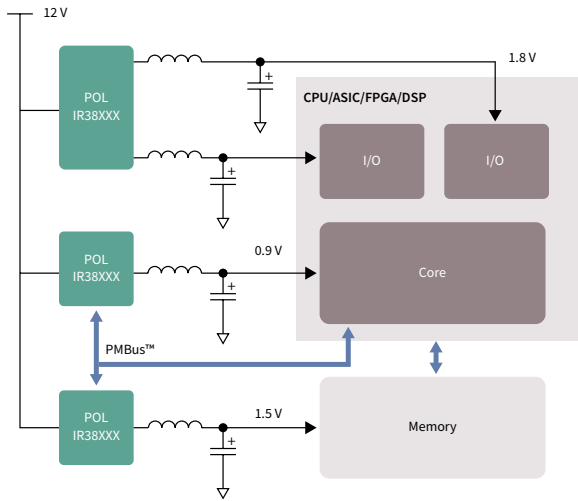 12 V
1.8 V
POL
IR38XXX
+
CPU/ASIC/FPGA/DSP
I/O
I/O
+
POL
IR38XXX
0.9 V
Core
+
PMBus™
POL
IR38XXX
1.5 V
Memory
+